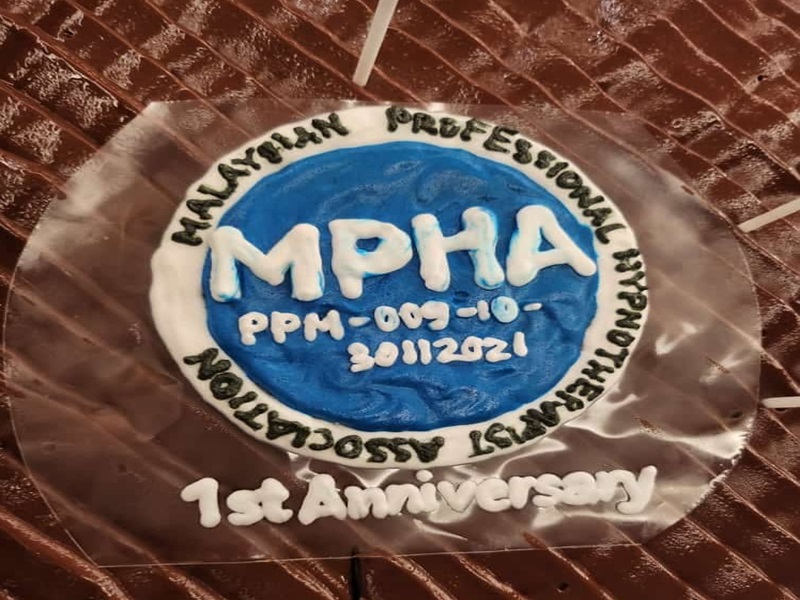 MALAYSIAN PROFESSIONAL HYPNOTHERAPIST ASSOCIATION
MPHA
PPM-009-10-
30112021
1st Anniversary